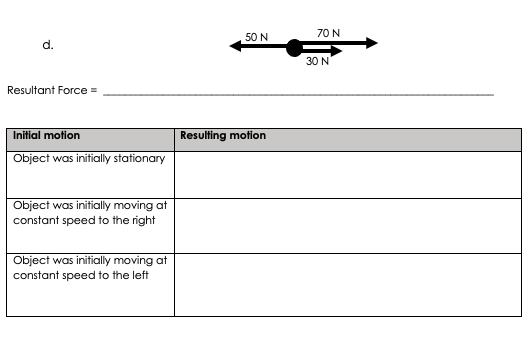 70 N
50 N
d.
30 N
Resultant Force = ____________________
Initial motion Resulting motion
Object was initially stationary
Object was initially moving at
constant speed to the right
Object was initially moving at
constant speed to the left